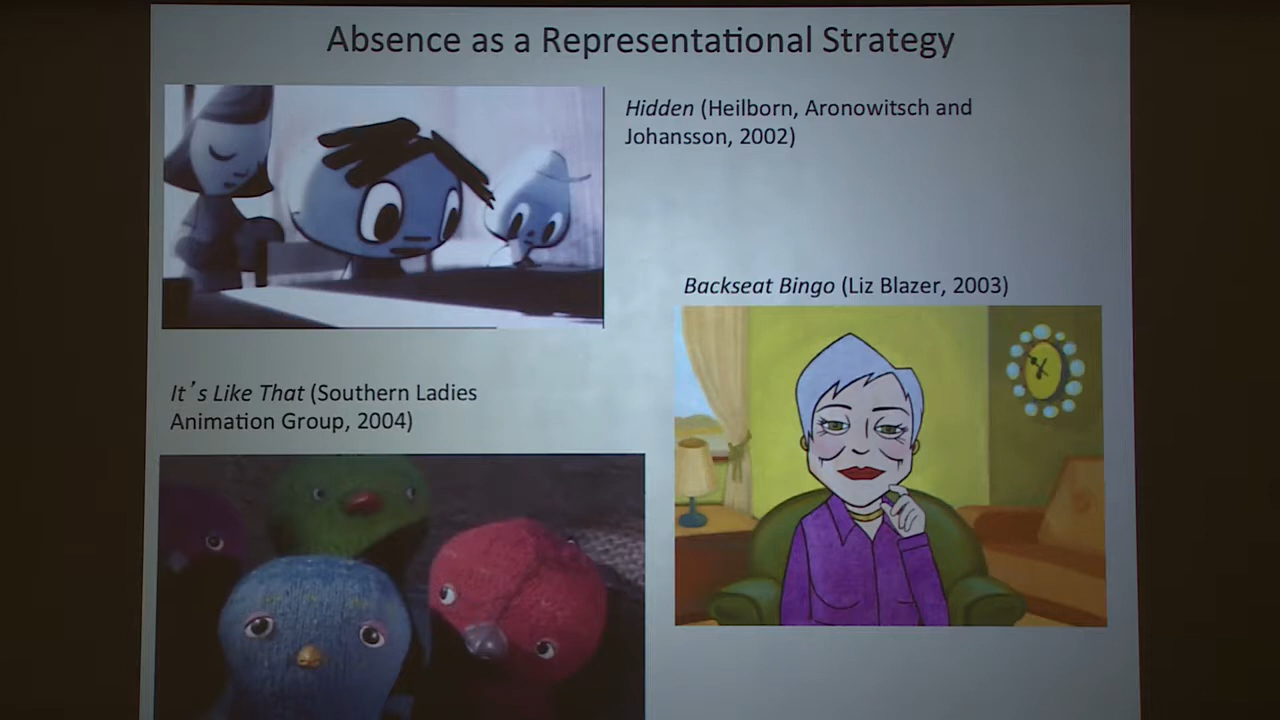 Absence as a Representational Strategy
Hidden (Heilborn, Aronowitsch and
Johansson, 2002)
Backseat Bingo (Liz Blazer, 2003)
It's Like That (Southern Ladies
Animation Group, 2004)